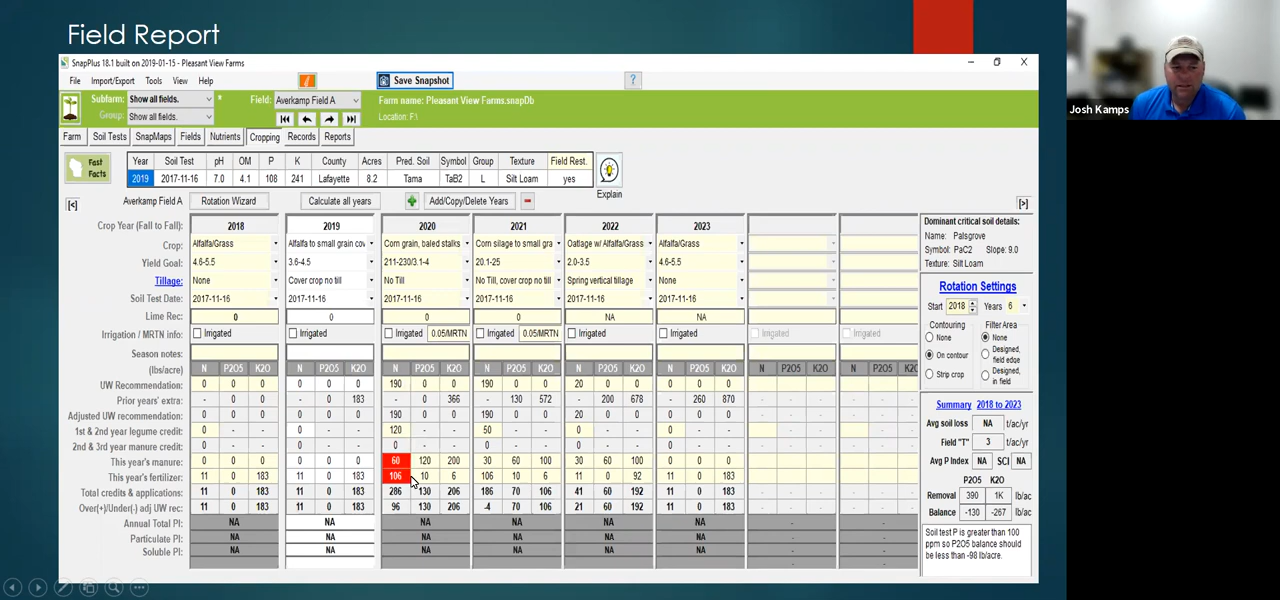 Field Report
SnapPlus 18.1 built on 2019-01-15 - Pleasant View Farms
File Import/Export Tools View Help
Save Snapshot
?
Subfarm: Show all fields. * Field: Averkamp Field A Farm name: Pleasant View Farms.snapDb
Group: Show all fields. Location: F:\
Farm Soil Tests SnapMaps Fields Nutrients Cropping Records Reports
Fast Facts
Year Soil Test pH OM P K County Acres Pred. Soil Symbol Group Texture Field Rest.
2019 2017-11-16 7.0 4.1 108 241 Lafayette 8.2 Tama TaB2 L Silt Loam yes
Explain
[<] Averkamp Field A Rotation Wizard Calculate all years Add/Copy/Delete Years [>]
Crop Year (Fall to Fall): 2018 2019 2020 2021 2022 2023
Crop: Alfalfa/Grass Alfalfa to small grain cov Corn grain, baled stalks Corn silage to small gra Oatlage w/ Alfalfa/Grass Alfalfa/Grass
Yield Goal: 4.6-5.5 3.6-4.5 211-230/3.1-4 20.1-25 2.0-3.5 4.6-5.5
Tillage: None Cover crop no till No Till No Till, cover crop no till Spring vertical tillage None
Soil Test Date: 2017-11-16 2017-11-16 2017-11-16 2017-11-16 2017-11-16 2017-11-16
Lime Rec: 0 0 0 0 NA NA
Irrigation / MRTN info: Irrigated Irrigated Irrigated 0.05/MRTN Irrigated 0.05/MRTN Irrigated Irrigated Irrigated Irrigated
Season notes:
(lbs/acre) N P2O5 K2O N P2O5 K2O N P2O5 K2O N P2O5 K2O N P2O5 K2O N P2O5 K2O N P2O5 K2O N P2O5 K2O
UW Recommendation: 0 0 0 0 0 0 190 0 0 190 0 0 20 0 0 0 0 0 - - - - - -
Prior years' extra: - 0 0 - 0 183 - 0 366 - 130 572 - 200 678 - 260 870 - - - - - -
Adjusted UW recommendation: 0 0 0 0 0 0 190 0 0 190 0 0 20 0 0 0 0 0 - - - - - -
1st & 2nd year legume credit: 0 - - 0 - - 120 - - 50 - - 0 - - 0 - - - - - -
2nd & 3rd year manure credit: 0 - - 0 - - 0 - - 0 - - 0 - - 0 - - - - - - - -
This year's manure: 0 0 0 0 0 0 60 120 200 30 60 100 30 60 100 0 0 0 - - - - - -
This year's fertilizer: 11 0 183 11 0 183 106 10 6 106 10 6 11 0 92 11 0 183 - - - - - -
Total credits & applications: 11 0 183 11 0 183 286 130 206 186 70 106 41 60 192 11 0 183 - - - - - -
Over(+)/Under(-) adj UW rec: 11 0 183 11 0 183 96 130 206 -4 70 106 21 60 192 11 0 183 - - - - - -
Annual Total PI: NA NA NA NA NA NA - -
Particulate PI: NA NA NA NA NA NA - -
Soluble PI: NA NA NA NA NA NA - -
Dominant critical soil details:
Name: Palsgrove
Symbol: PaC2 Slope: 9.0
Texture: Silt Loam
Rotation Settings
Start 2018 Years 6
Contouring Filter Area
None None
On contour Designed, field edge
Strip crop Designed, in field
Summary 2018 to 2023
Avg soil loss NA t/ac/yr
Field "T" 3 t/ac/yr
Avg P Index NA SCI NA
P2O5 K2O
Removal 390 1K lb/ac
Balance -130 -267 lb/ac
Soil test P is greater than 100
ppm so P2O5 balance should
be less than -98 lb/acre.
Josh Kamps